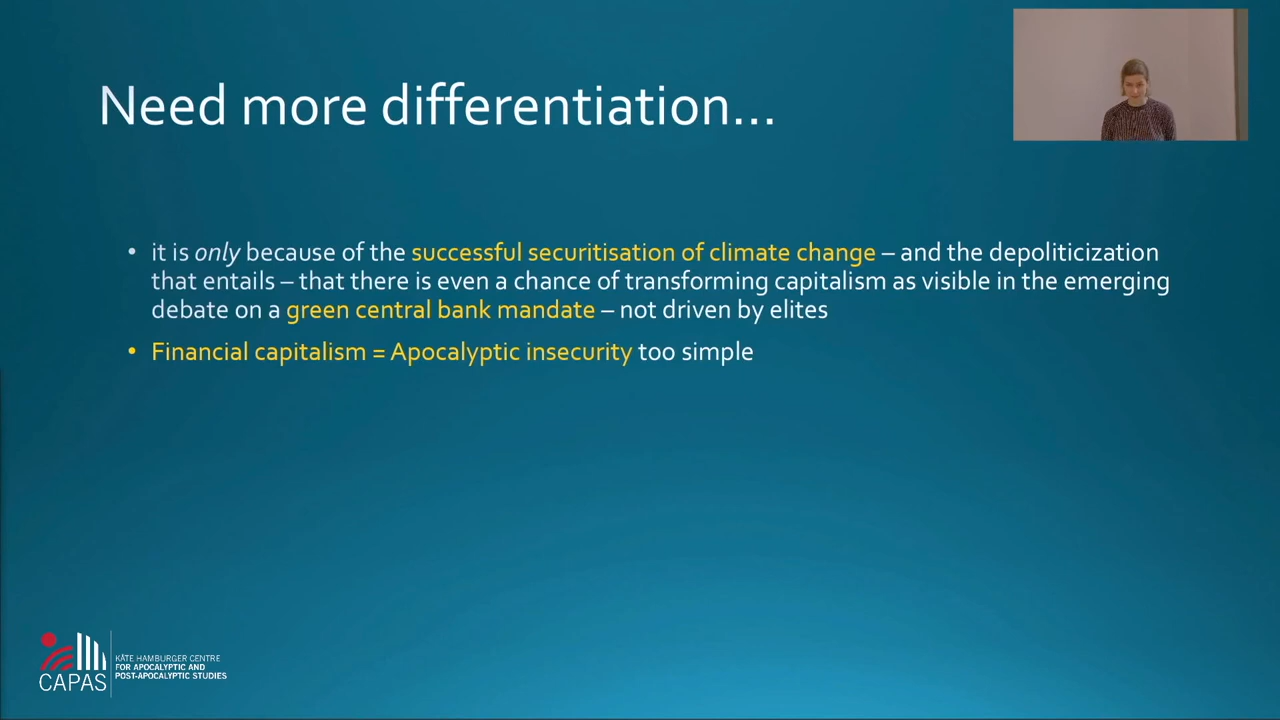 Need more differentiation...
• it is only because of the successful securitisation of climate change – and the depoliticization
that entails – that there is even a chance of transforming capitalism as visible in the emerging
debate on a green central bank mandate – not driven by elites
• Financial capitalism = Apocalyptic insecurity too simple
CAPAS
KÄTE HAMBURGER CENTRE
FOR APOCALYPTIC AND
POST-APOCALYPTIC STUDIES